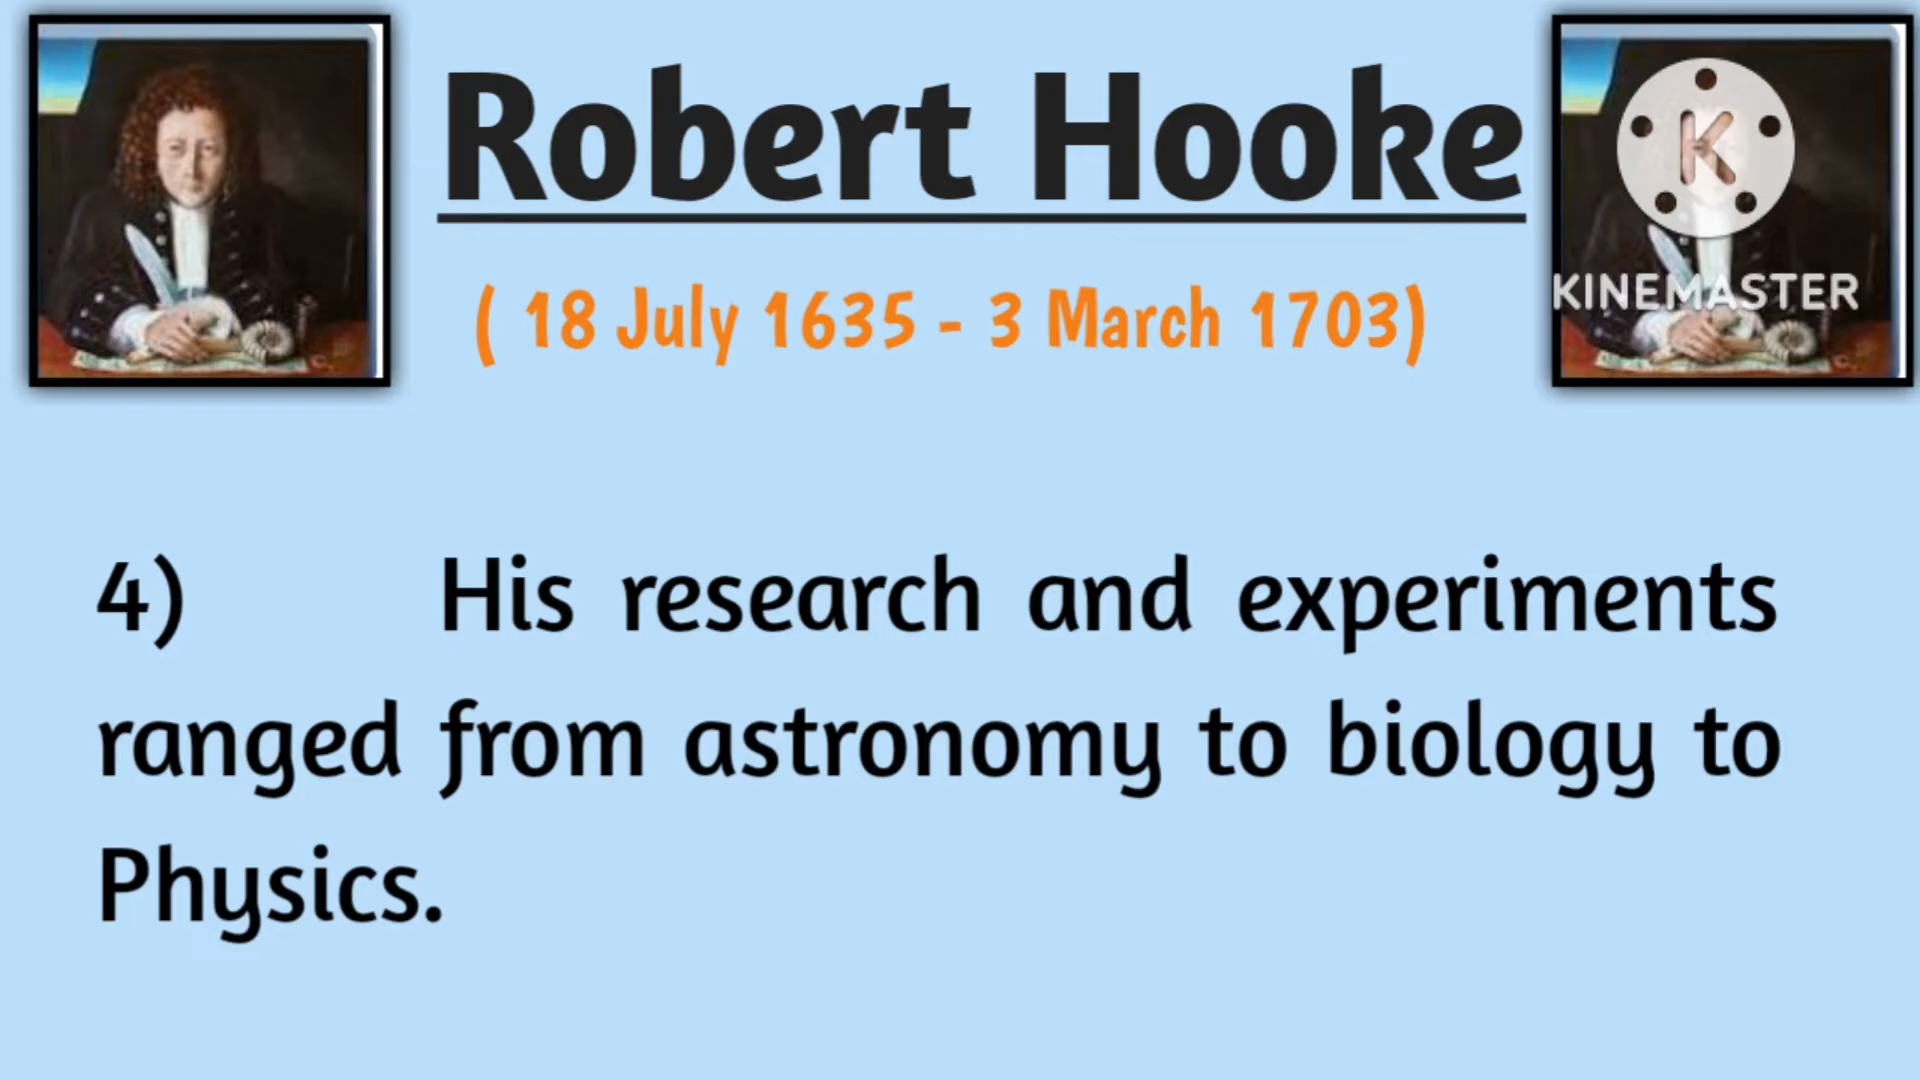 Robert Hooke
( 18 July 1635 - 3 March 1703)
K
KINEMASTER
4) His research and experiments
ranged from astronomy to biology to
Physics.